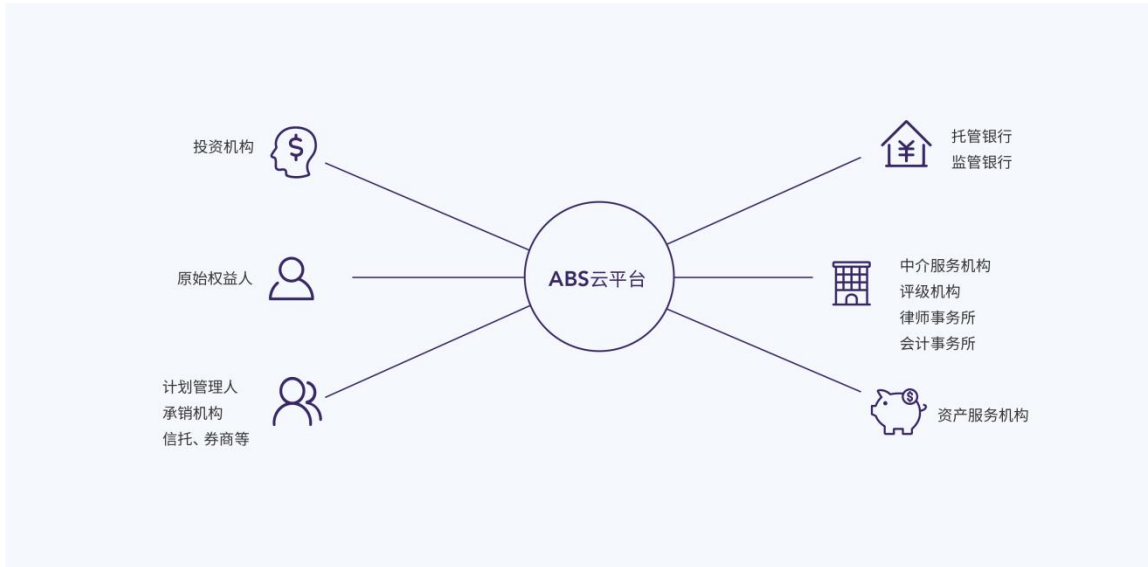 投资机构
原始权益人
计划管理人
承销机构
信托、券商等
ABS云平台
托管银行
监管银行
中介服务机构
评级机构
律师事务所
会计事务所
资产服务机构